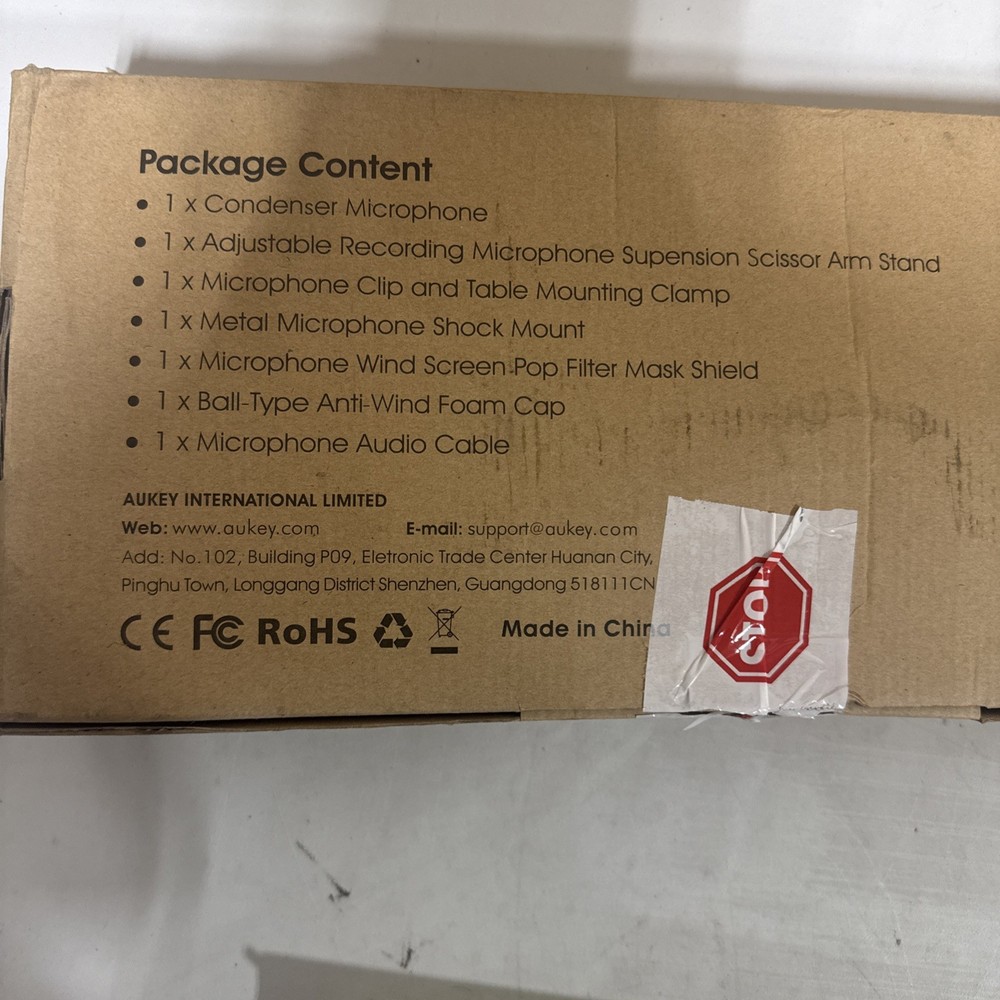 Package Content
• 1 x Condenser Microphone
• 1 x Adjustable Recording Microphone Supension Scissor Arm Stand
• 1 x Microphone Clip and Table Mounting Clamp
• 1 x Metal Microphone Shock Mount
• 1 x Microphone Wind Screen Pop Filter Mask Shield
• 1 x Ball-Type Anti-Wind Foam Cap
• 1 x Microphone Audio Cable
AUKEY INTERNATIONAL LIMITED
Web: www.aukey.com E-mail: support@aukey.com
Add: No.102, Building P09, Eletronic Trade Center Huanan City,
Pinghu Town, Longgang District Shenzhen, Guangdong 518111CN
CE FC RoHS Made in China